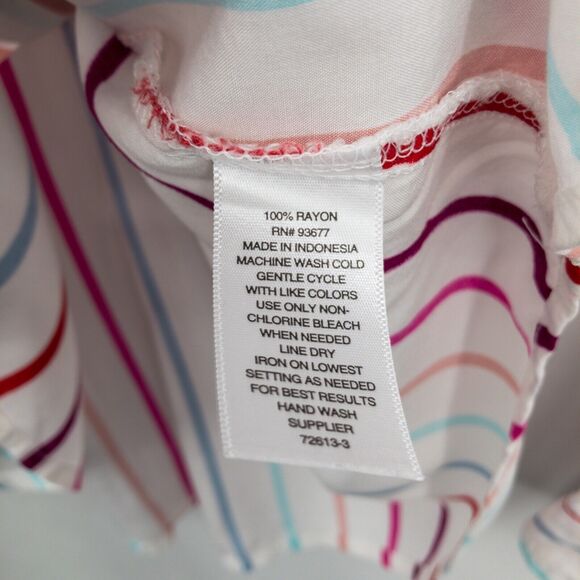 100% RAYON
RN# 93677
MADE IN INDONESIA
MACHINE WASH COLD
GENTLE CYCLE
WITH LIKE COLORS
USE ONLY NON-
CHLORINE BLEACH
WHEN NEEDED
LINE DRY
IRON ON LOWEST
SETTING AS NEEDED
FOR BEST RESULTS
HAND WASH
SUPPLIER
72613-3